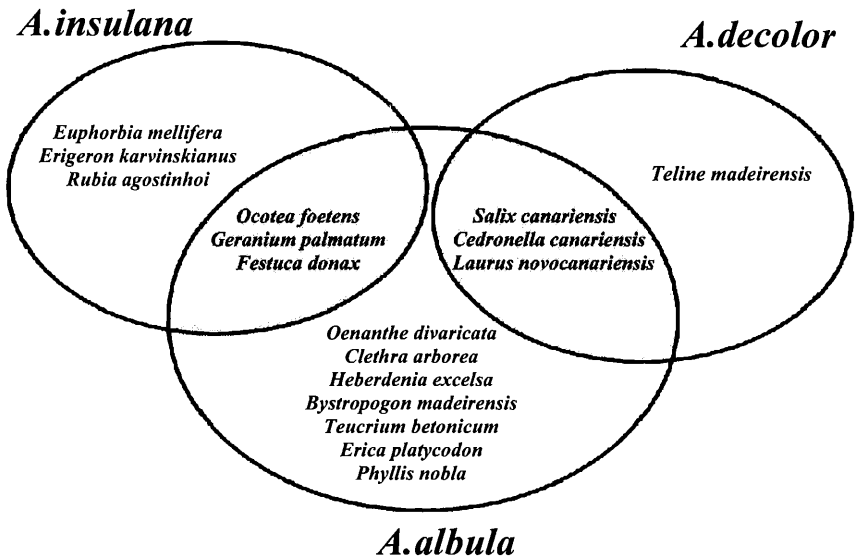 A.insulana
A.decolor
Euphorbia mellifera
Erigeron karvinskianus
Rubia agostinhoi
Teline madeirensis
Ocotea foetens
Geranium palmatum
Festuca donax
Salix canariensis
Cedronella canariensis
Laurus novocanariensis
Oenanthe divaricata
Clethra arborea
Heberdenia excelsa
Bystropogon madeirensis
Teucrium betonicum
Erica platycodon
Phyllis nobla
A.albula